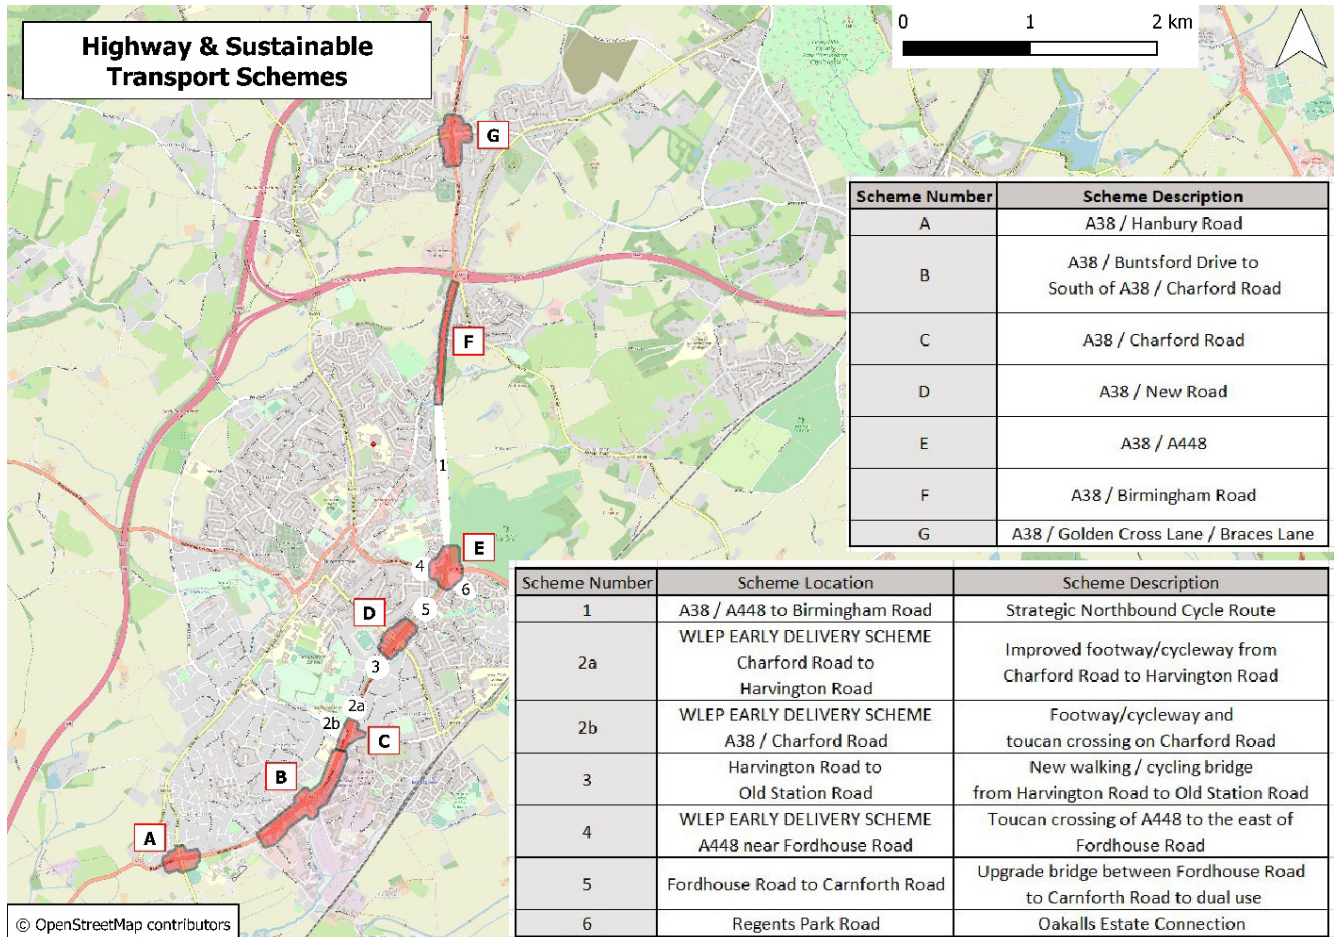 Highway & Sustainable
Transport Schemes
0 1 2 km
G
F
1
E
4
6
5
D
3
2a
2b
C
B
A
Scheme Number Scheme Description
A A38 / Hanbury Road
B A38 / Buntsford Drive to
South of A38 / Charford Road
C A38 / Charford Road
D A38 / New Road
E A38 / A448
F A38 / Birmingham Road
G A38 / Golden Cross Lane / Braces Lane
Scheme Number Scheme Location Scheme Description
1 A38 / A448 to Birmingham Road Strategic Northbound Cycle Route
2a WLEP EARLY DELIVERY SCHEME
Charford Road to
Harvington Road
Improved footway/cycleway from
Charford Road to Harvington Road
2b WLEP EARLY DELIVERY SCHEME
A38 / Charford Road
Footway/cycleway and
toucan crossing on Charford Road
3 Harvington Road to
Old Station Road
New walking / cycling bridge
from Harvington Road to Old Station Road
4 WLEP EARLY DELIVERY SCHEME
A448 near Fordhouse Road
Toucan crossing of A448 to the east of
Fordhouse Road
5 Fordhouse Road to Carnforth Road
Upgrade bridge between Fordhouse Road
to Carnforth Road to dual use
6 Regents Park Road Oakalls Estate Connection
© OpenStreetMap contributors